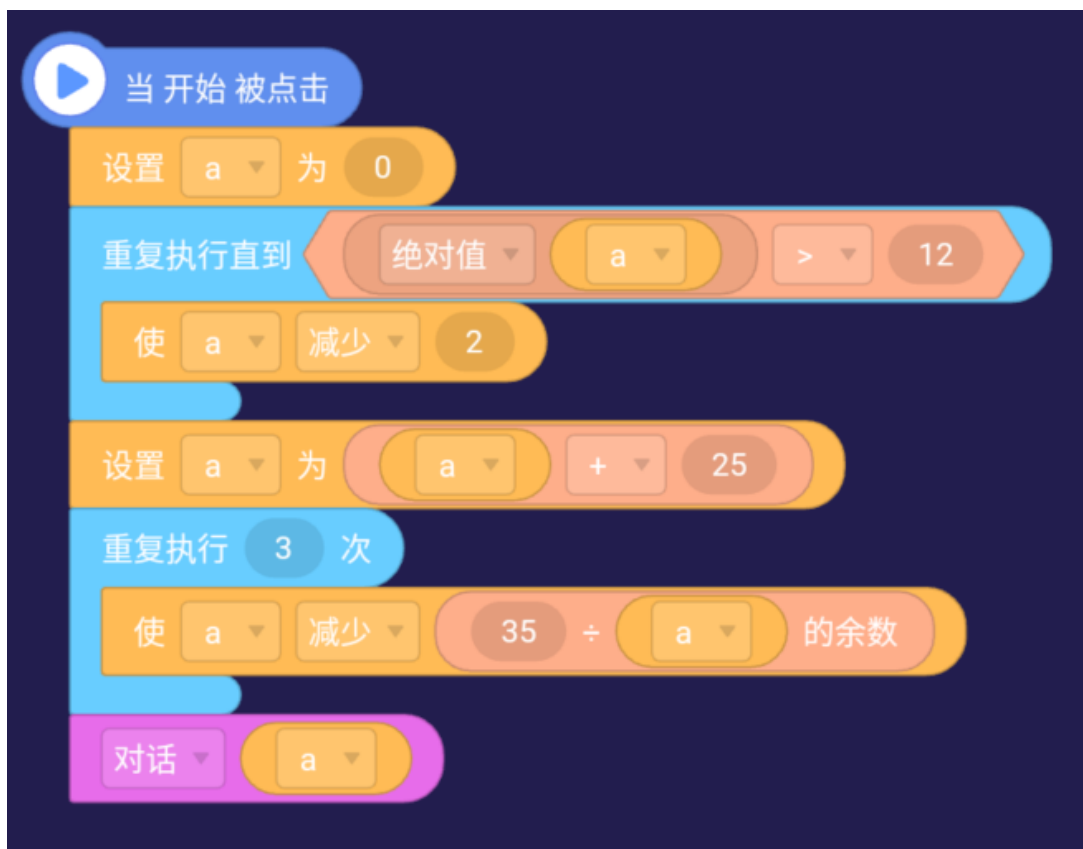 当 开始 被点击
设置 a 为 0
重复执行直到 绝对值 a > 12
使 a 减少 2
设置 a 为 a + 25
重复执行 3 次
使 a 减少 35 ÷ a 的余数
对话 a